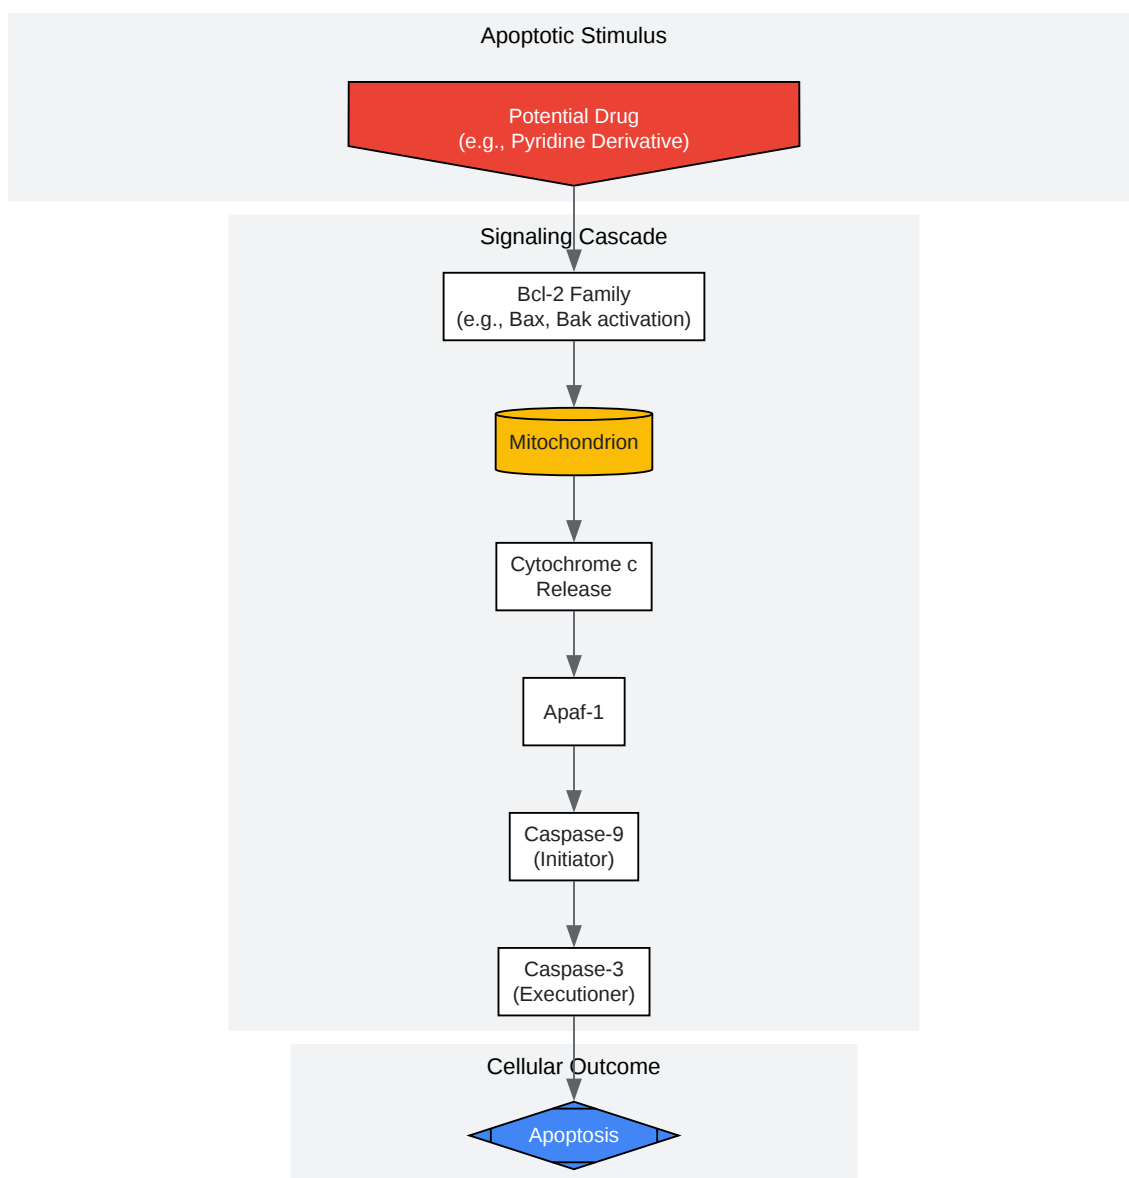 Apoptotic Stimulus
Potential Drug
(e.g., Pyridine Derivative)
Signaling Cascade
Bcl-2 Family
(e.g., Bax, Bak activation)
Mitochondrion
Cytochrome c
Release
Apaf-1
Caspase-9
(Initiator)
Caspase-3
(Executioner)
Cellular Outcome
Apoptosis